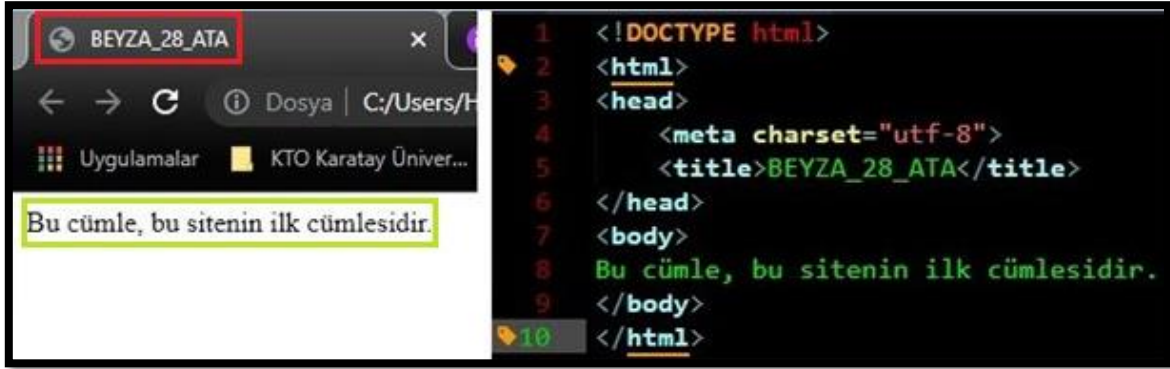 BEYZA_28_ATA
Dosya | C:/Users/H
Uygulamalar KTO Karatay Üniver...
Bu cümle, bu sitenin ilk cümlesidir.
1 <!DOCTYPE html>
2 <html>
3 <head>
4 <meta charset="utf-8">
5 <title>BEYZA_28_ATA</title>
6 </head>
7 <body>
8 Bu cümle, bu sitenin ilk cümlesidir.
9 </body>
10 </html>